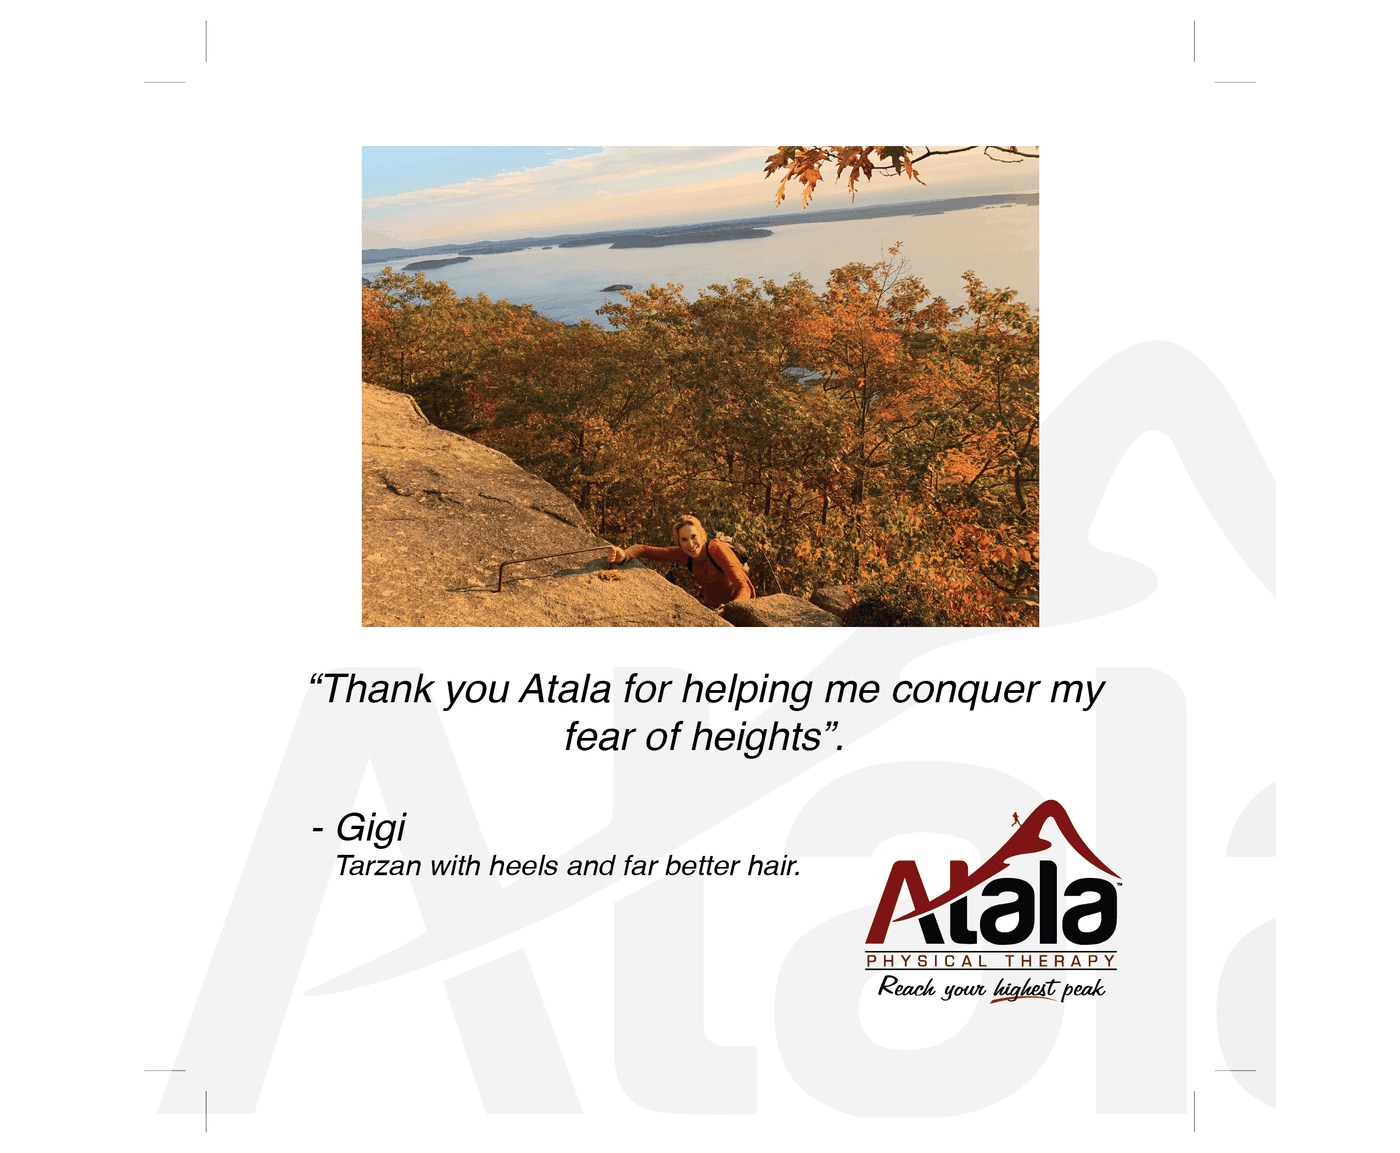 “Thank you Atala for helping me conquer my
fear of heights”.
- Gigi
Tarzan with heels and far better hair.
Atala™
PHYSICAL THERAPY
Reach your highest peak
Atala